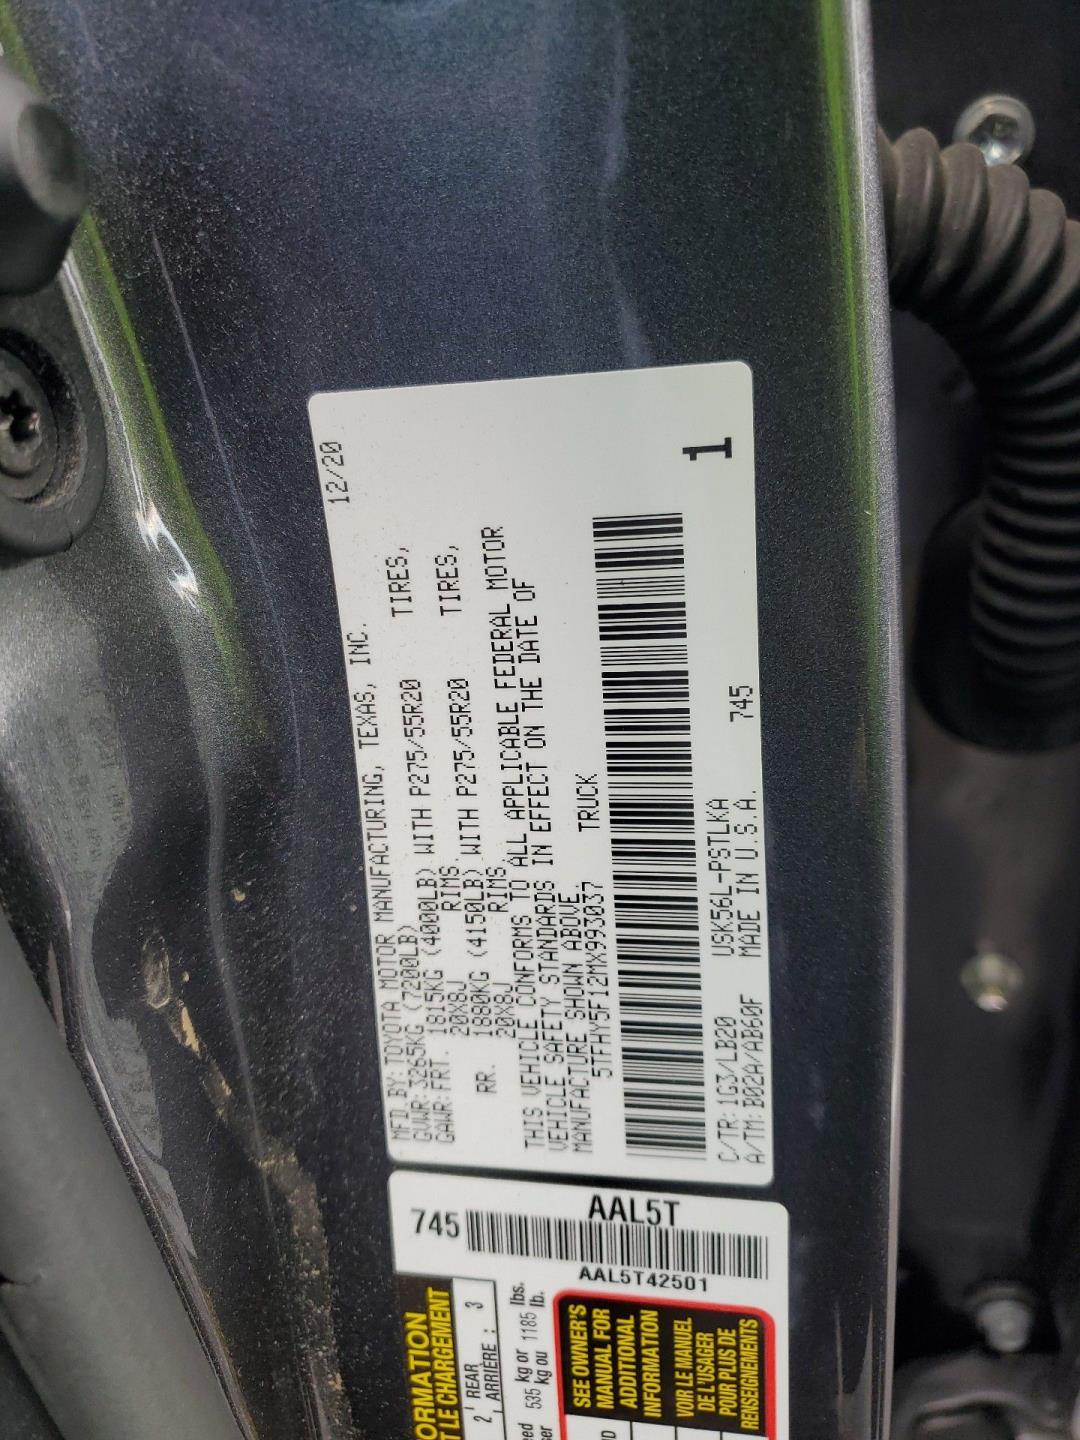 12/20
MFD BY:TOYOTA MOTOR MANUFACTURING, TEXAS, INC.
GVWR:3265KG (7200LB)
GAWR:FRT. 1815KG (4000LB) WITH P275/55R20 TIRES,
20X8J RIMS,
RR. 1880KG (4150LB) WITH P275/55R20 TIRES,
20X8J RIMS
THIS VEHICLE CONFORMS TO ALL APPLICABLE FEDERAL MOTOR
VEHICLE SAFETY STANDARDS IN EFFECT ON THE DATE OF
MANUFACTURE SHOWN ABOVE.
5TFHY5F12MX993037 TRUCK
1
C/TR:1G3/LB20 USK56L-PSTLKA 745
A/TM:B02A/AB60F MADE IN U.S.A.
745
AAL5T
AAL5T42501
ORMATION
T LE CHARGEMENT
2 REAR
ARRIÈRE : 3
535 kg or 1185 lbs.
kg ou lb.
SEE OWNER'S
MANUAL FOR
ADDITIONAL
INFORMATION
VOIR LE MANUEL
DE L'USAGER
POUR PLUS DE
RENSEIGNEMENTS